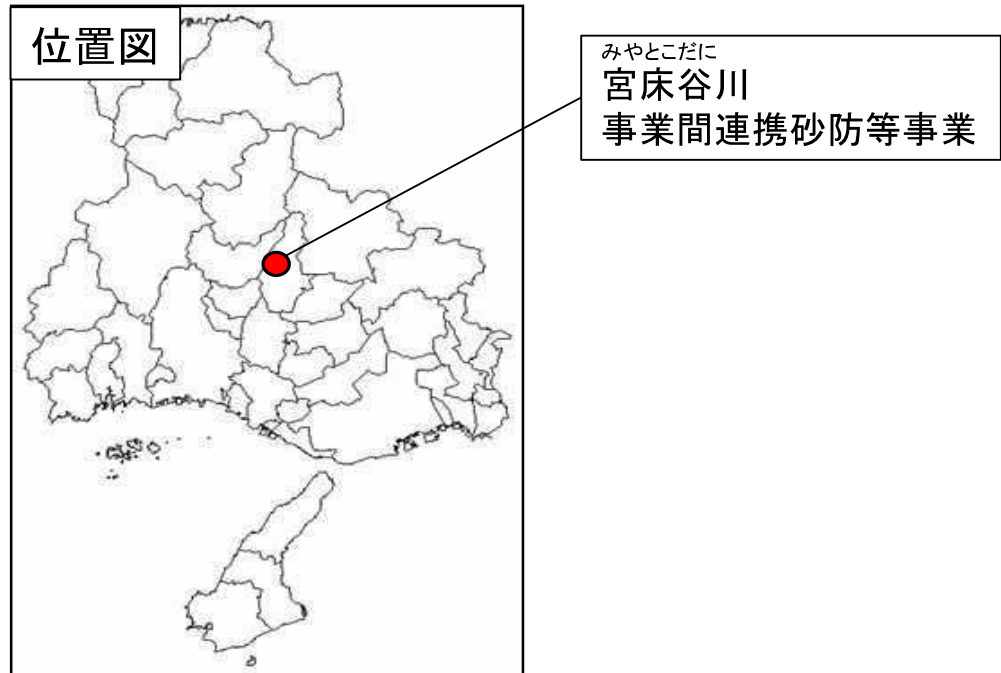 位置図
みやとこだに
宮床谷川
事業間連携砂防等事業